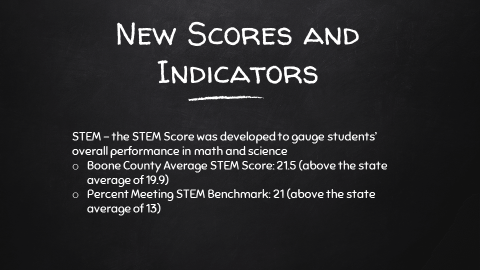 New Scores and
Indicators
STEM – the STEM Score was developed to gauge students'
overall performance in math and science
o Boone County Average STEM Score: 21.5 (above the state
average of 19.9)
o Percent Meeting STEM Benchmark: 21 (above the state
average of 13)